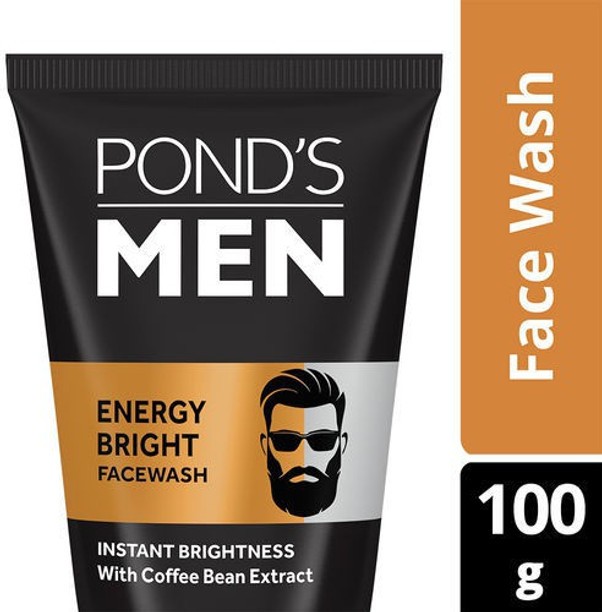 POND'S
MEN
ENERGY
BRIGHT
FACEWASH
INSTANT BRIGHTNESS
With Coffee Bean Extract
Face Wash
100
g